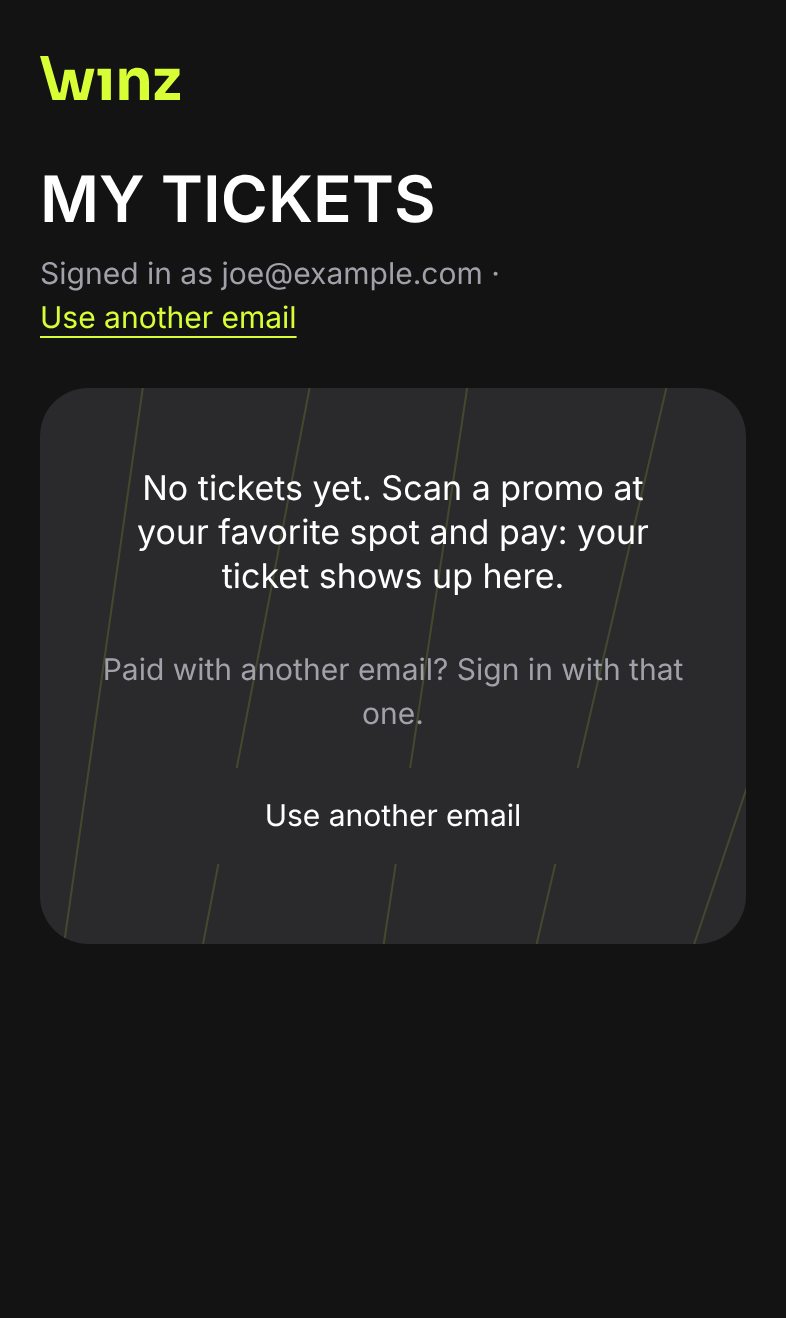 wınz
MY TICKETS
Signed in as joe@example.com ·
Use another email
No tickets yet. Scan a promo at
your favorite spot and pay: your
ticket shows up here.
Paid with another email? Sign in with that
one.
Use another email